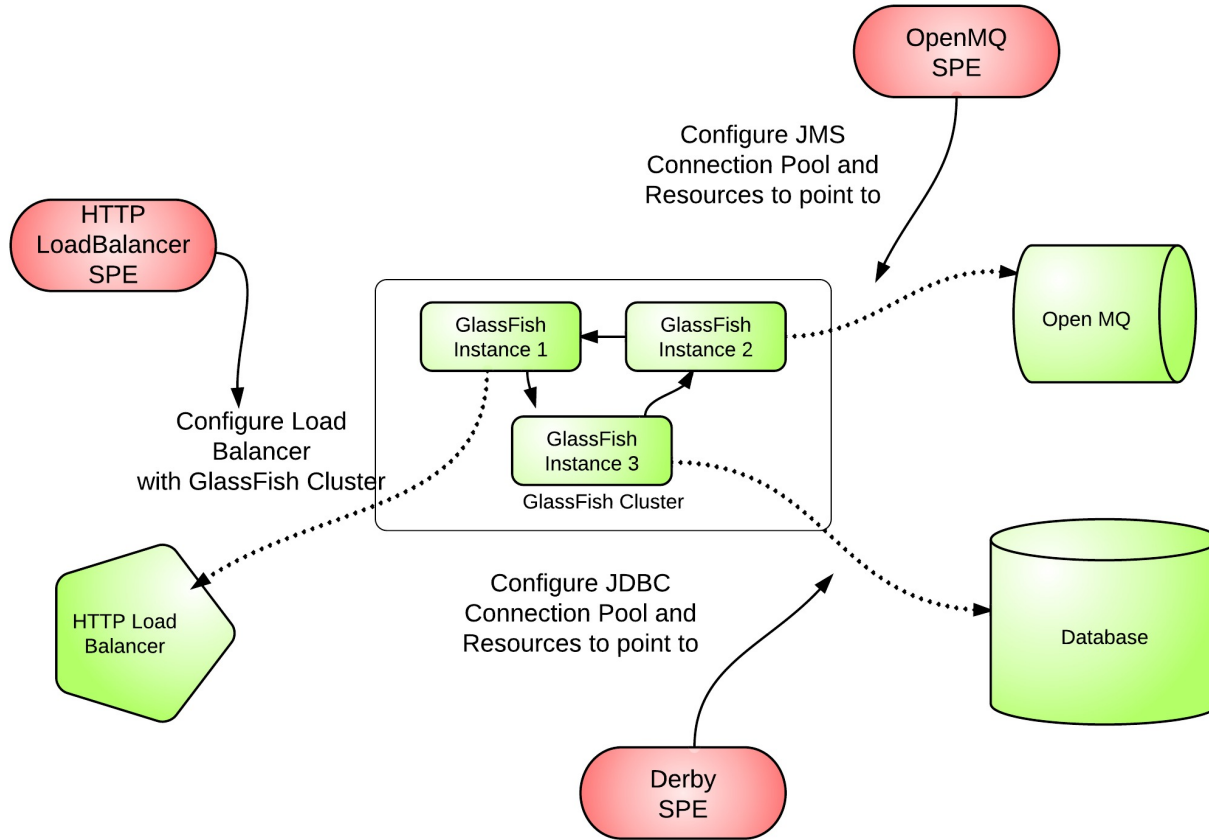 OpenMQ
SPE
Configure JMS
Connection Pool and
Resources to point to
HTTP
LoadBalancer
SPE
GlassFish
Instance 1
GlassFish
Instance 2
Open MQ
GlassFish
Instance 3
GlassFish Cluster
Configure Load
Balancer
with GlassFish Cluster
Configure JDBC
Connection Pool and
Resources to point to
HTTP Load
Balancer
Database
Derby
SPE